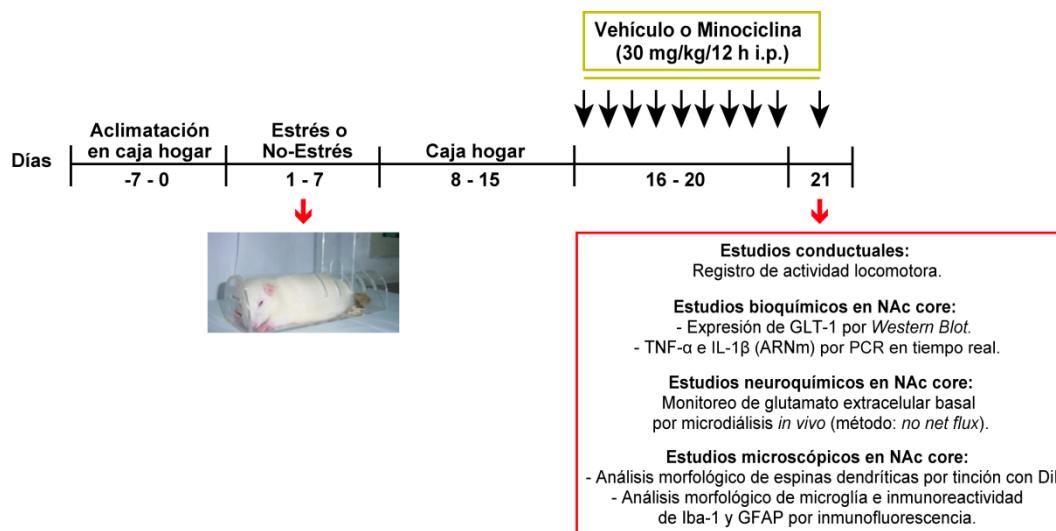 Vehículo o Minociclina
(30 mg/kg/12 h i.p.)
Días
Aclimatación
en caja hogar
Estrés o
No-Estrés
Caja hogar
-7 - 0
1 - 7
8 - 15
16 - 20
21
Estudios conductuales:
Registro de actividad locomotora.
Estudios bioquímicos en NAc core:
- Expresión de GLT-1 por Western Blot.
- TNF-α e IL-1β (ARNm) por PCR en tiempo real.
Estudios neuroquímicos en NAc core:
Monitoreo de glutamato extracelular basal
por microdiálisis in vivo (método: no net flux).
Estudios microscópicos en NAc core:
- Análisis morfológico de espinas dendríticas por tinción con DiI
- Análisis morfológico de microglía e inmunoreactividad
de Iba-1 y GFAP por inmunofluorescencia.